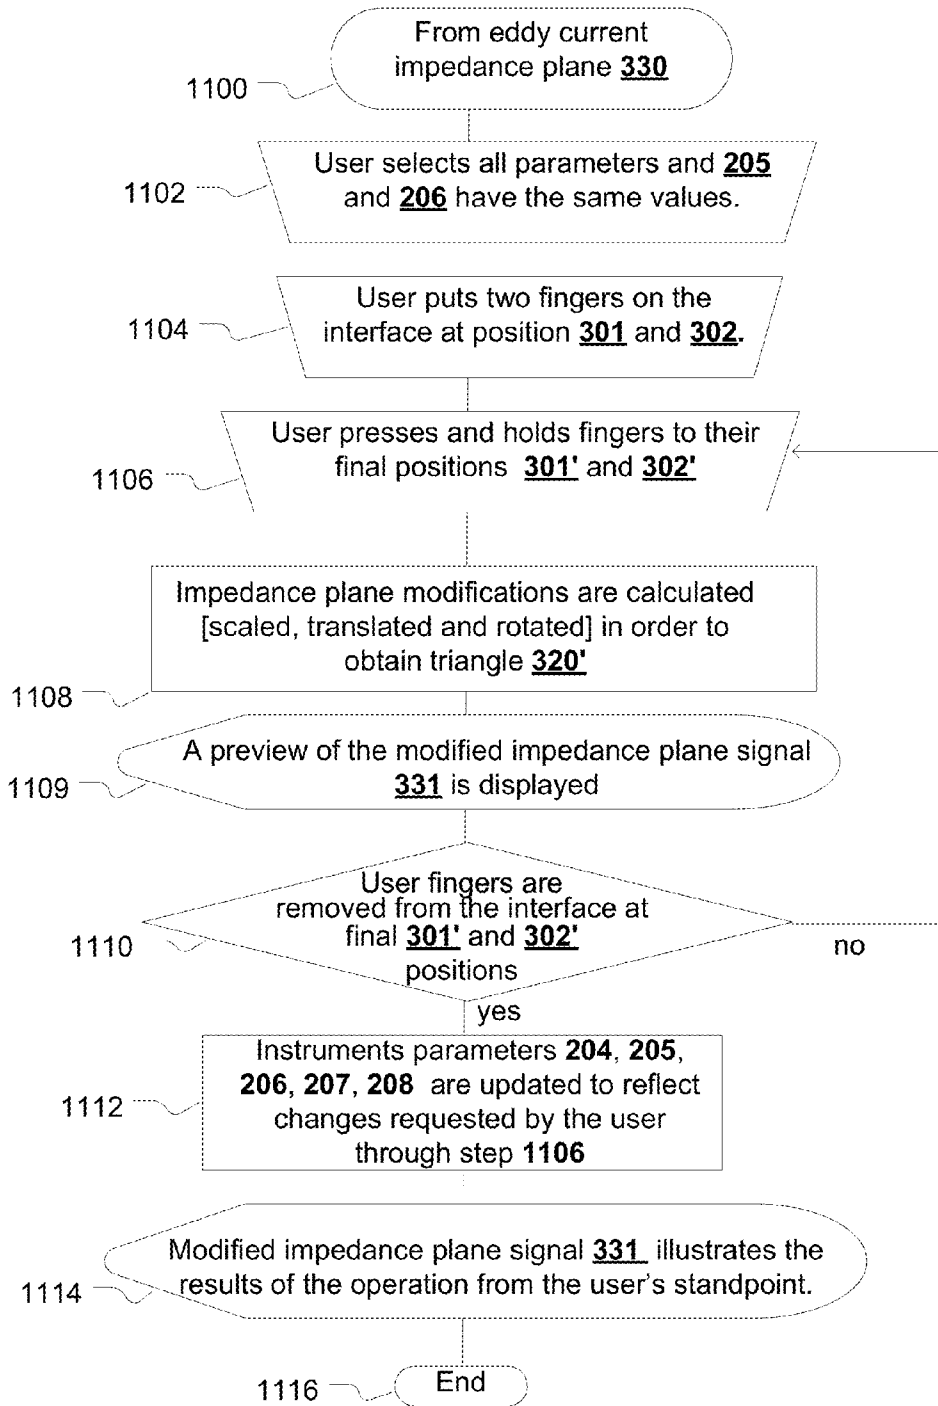 From eddy current
impedance plane 330
1100
User selects all parameters and 205
and 206 have the same values.
1102
User puts two fingers on the
interface at position 301 and 302.
1104
User presses and holds fingers to their
final positions 301' and 302'
1106
Impedance plane modifications are calculated
[scaled, translated and rotated] in order to
obtain triangle 320'
1108
A preview of the modified impedance plane signal
331 is displayed
1109
User fingers are
removed from the interface at
final 301' and 302'
positions
1110
no
yes
Instruments parameters 204, 205,
206, 207, 208 are updated to reflect
changes requested by the user
through step 1106
1112
Modified impedance plane signal 331 illustrates the
results of the operation from the user's standpoint.
1114
End
1116